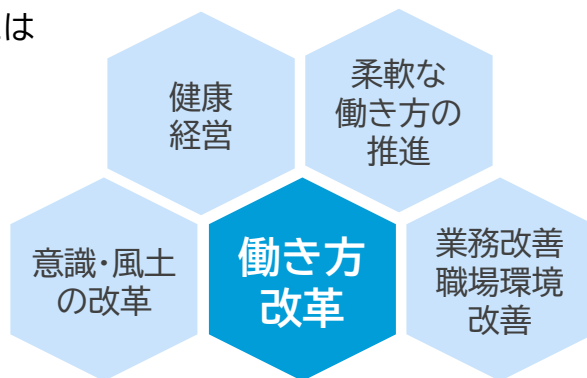 は
健康
経営
柔軟な
働き方の
推進
意識・風土
の改革
働き方
改革
業務改善
職場環境
改善